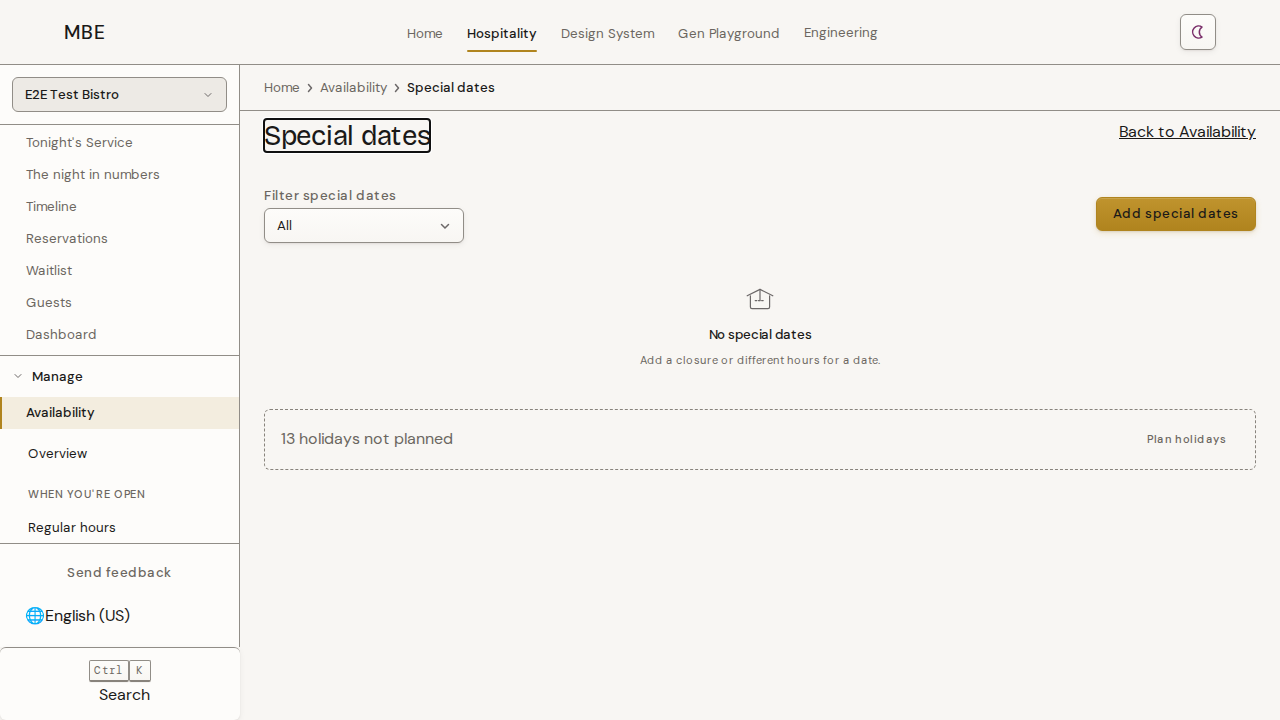 MBE
Home
Hospitality
Design System
Gen Playground
Engineering
E2E Test Bistro
Tonight's Service
The night in numbers
Timeline
Reservations
Waitlist
Guests
Dashboard
Manage
Availability
Overview
WHEN YOU'RE OPEN
Regular hours
Send feedback
English (US)
Ctrl K
Search
Home > Availability > Special dates
Special dates
Back to Availability
Filter special dates
All
Add special dates
No special dates
Add a closure or different hours for a date.
13 holidays not planned
Plan holidays